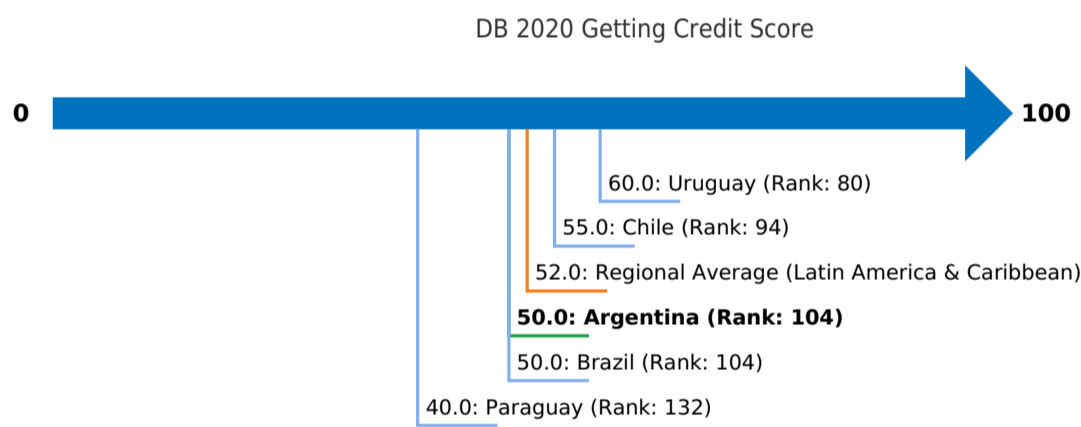 DB 2020 Getting Credit Score
0
100
60.0: Uruguay (Rank: 80)
55.0: Chile (Rank: 94)
52.0: Regional Average (Latin America & Caribbean)
50.0: Argentina (Rank: 104)
50.0: Brazil (Rank: 104)
40.0: Paraguay (Rank: 132)